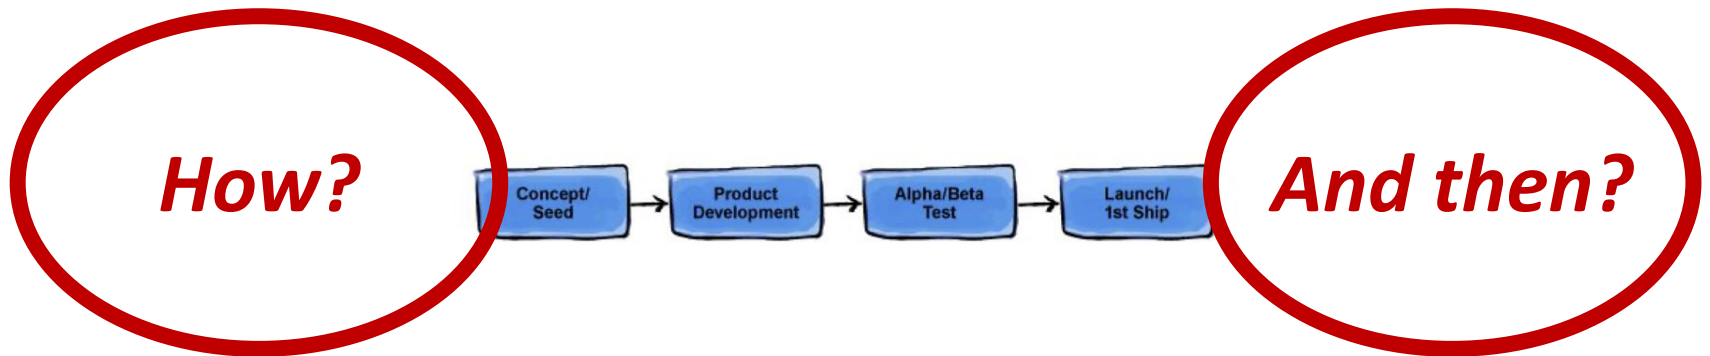 How?
Concept/
Seed
Product
Development
Alpha/Beta
Test
Launch/
1st Ship
And then?